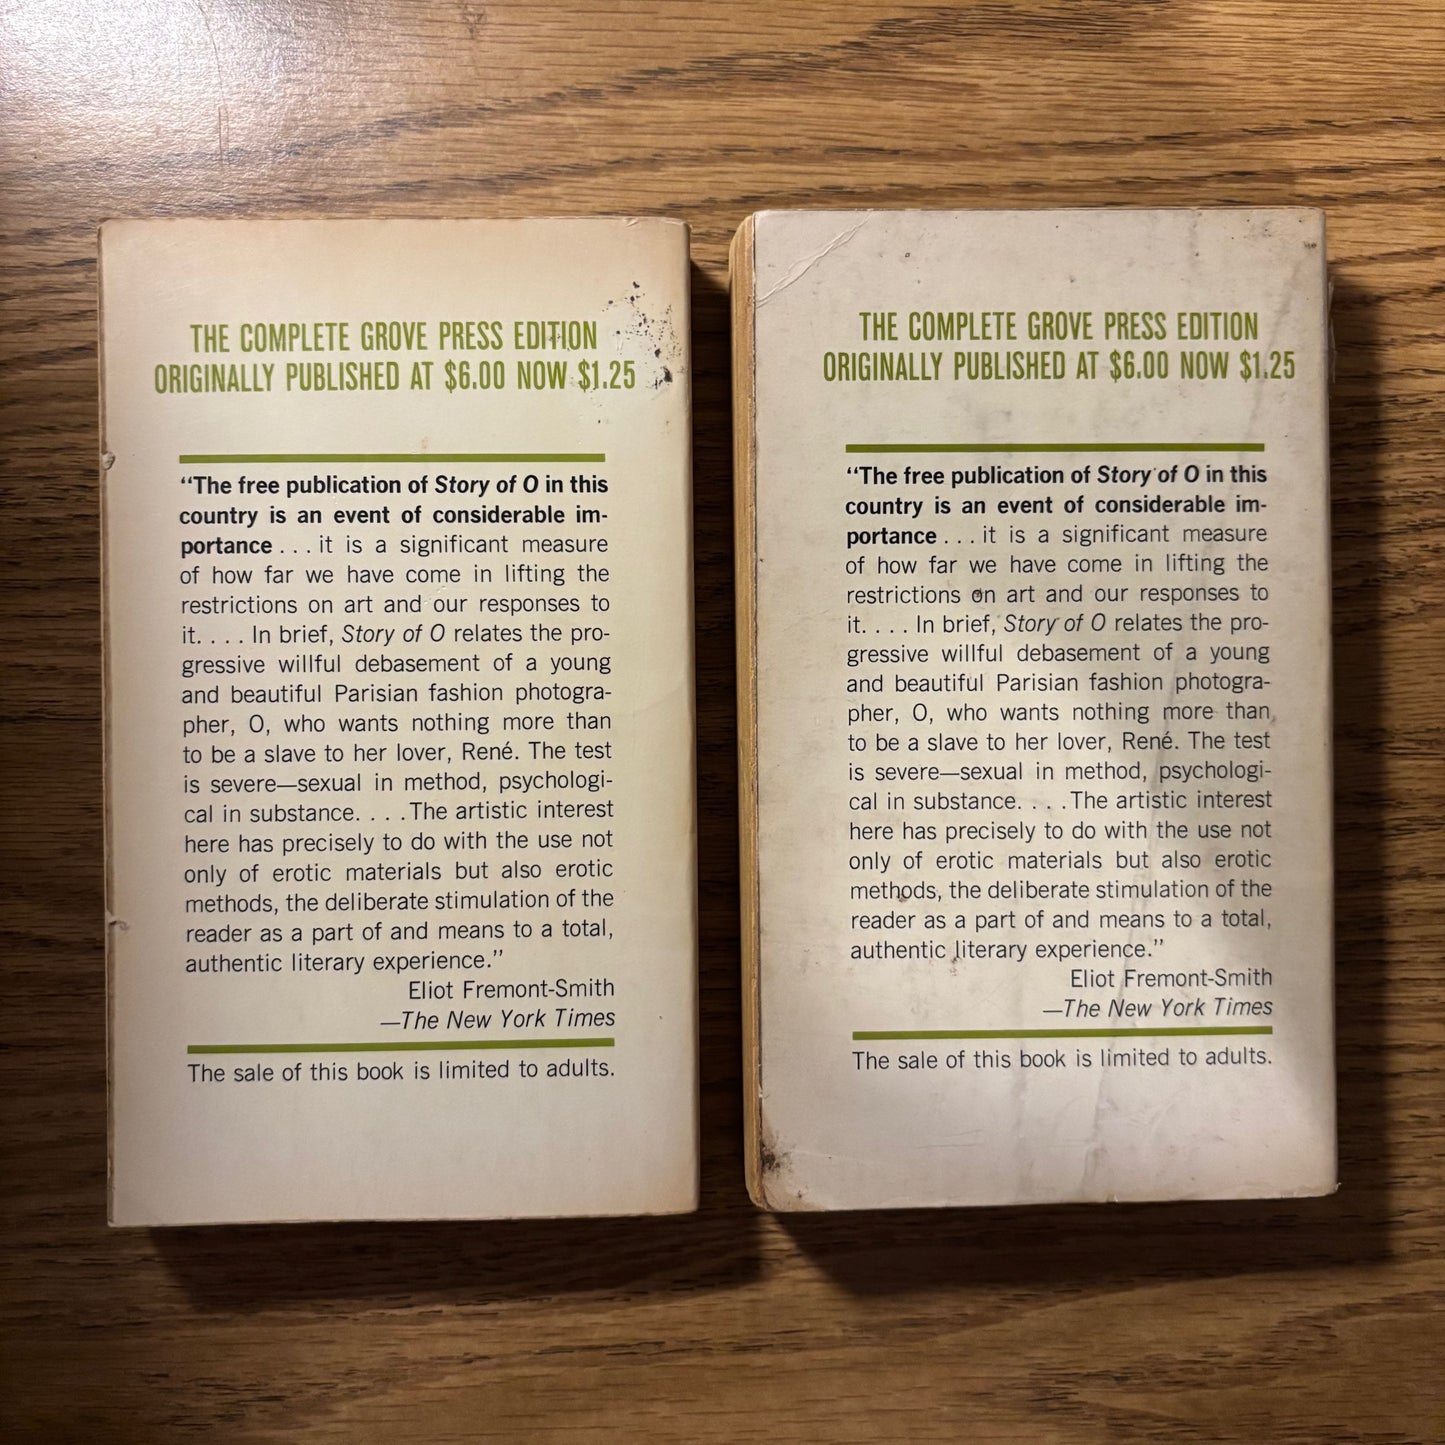 THE COMPLETE GROVE PRESS EDITION
ORIGINALLY PUBLISHED AT $6.00 NOW $1.25
“The free publication of Story of O in this
country is an event of considerable im-
portance . . . it is a significant measure
of how far we have come in lifting the
restrictions on art and our responses to
it. . . . In brief, Story of O relates the pro-
gressive willful debasement of a young
and beautiful Parisian fashion photogra-
pher, O, who wants nothing more than
to be a slave to her lover, René. The test
is severe—sexual in method, psychologi-
cal in substance. . . . The artistic interest
here has precisely to do with the use not
only of erotic materials but also erotic
methods, the deliberate stimulation of the
reader as a part of and means to a total,
authentic literary experience.”
Eliot Fremont-Smith
—The New York Times
The sale of this book is limited to adults.
THE COMPLETE GROVE PRESS EDITION
ORIGINALLY PUBLISHED AT $6.00 NOW $1.25
“The free publication of Story of O in this
country is an event of considerable im-
portance . . . it is a significant measure
of how far we have come in lifting the
restrictions on art and our responses to
it. . . . In brief, Story of O relates the pro-
gressive willful debasement of a young
and beautiful Parisian fashion photogra-
pher, O, who wants nothing more than
to be a slave to her lover, René. The test
is severe—sexual in method, psychologi-
cal in substance. . . . The artistic interest
here has precisely to do with the use not
only of erotic materials but also erotic
methods, the deliberate stimulation of the
reader as a part of and means to a total,
authentic literary experience.”
Eliot Fremont-Smith
—The New York Times
The sale of this book is limited to adults.